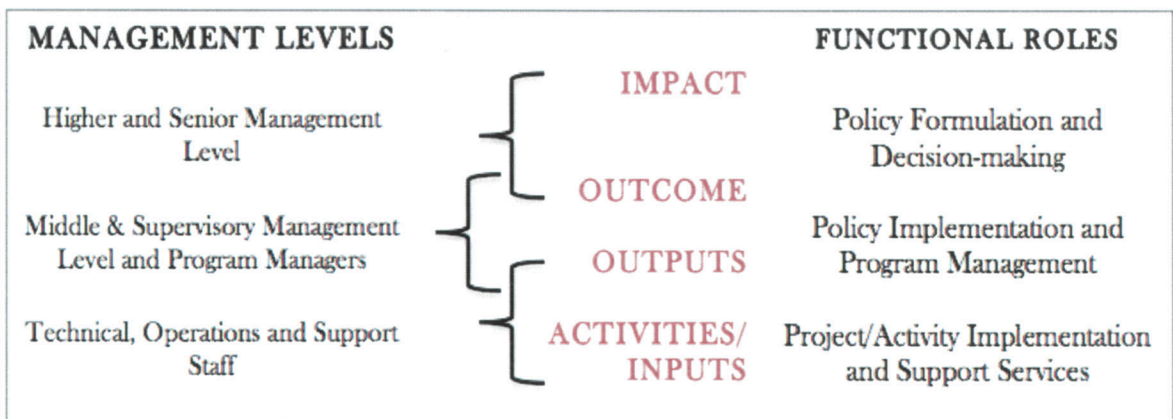 MANAGEMENT LEVELS
FUNCTIONAL ROLES
IMPACT
Higher and Senior Management
Level
Policy Formulation and
Decision-making
OUTCOME
Middle & Supervisory Management
Level and Program Managers
Policy Implementation and
Program Management
OUTPUTS
Technical, Operations and Support
Staff
ACTIVITIES/
INPUTS
Project/Activity Implementation
and Support Services